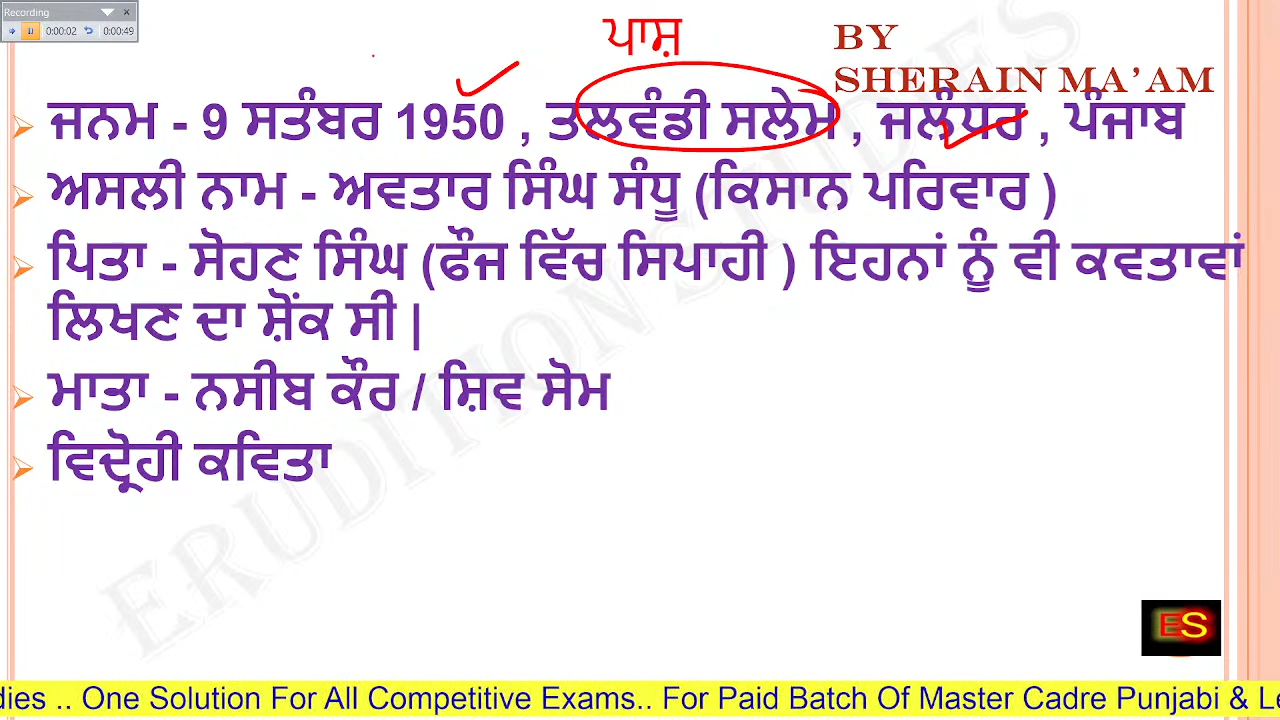 Recording
0:00:02 0:00:49
ਪਾਸ਼
BY
SHERAIN MA'AM
ਜਨਮ - 9 ਸਤੰਬਰ 1950 , ਤਲਵੰਡੀ ਸਲੇਮ , ਜਲੰਧਰ , ਪੰਜਾਬ
ਅਸਲੀ ਨਾਮ - ਅਵਤਾਰ ਸਿੰਘ ਸੰਧੂ (ਕਿਸਾਨ ਪਰਿਵਾਰ )
ਪਿਤਾ - ਸੋਹਣ ਸਿੰਘ (ਫੌਜ ਵਿੱਚ ਸਿਪਾਹੀ ) ਇਹਨਾਂ ਨੂੰ ਵੀ ਕਵਤਾਵਾਂ
ਲਿਖਣ ਦਾ ਸ਼ੋਂਕ ਸੀ |
ਮਾਤਾ - ਨਸੀਬ ਕੌਰ / ਸ਼ਿਵ ਸੋਮ
ਵਿਦ੍ਰੋਹੀ ਕਵਿਤਾ
ERUDITION STUDIES
ES
dies .. One Solution For All Competitive Exams.. For Paid Batch Of Master Cadre Punjabi & Le